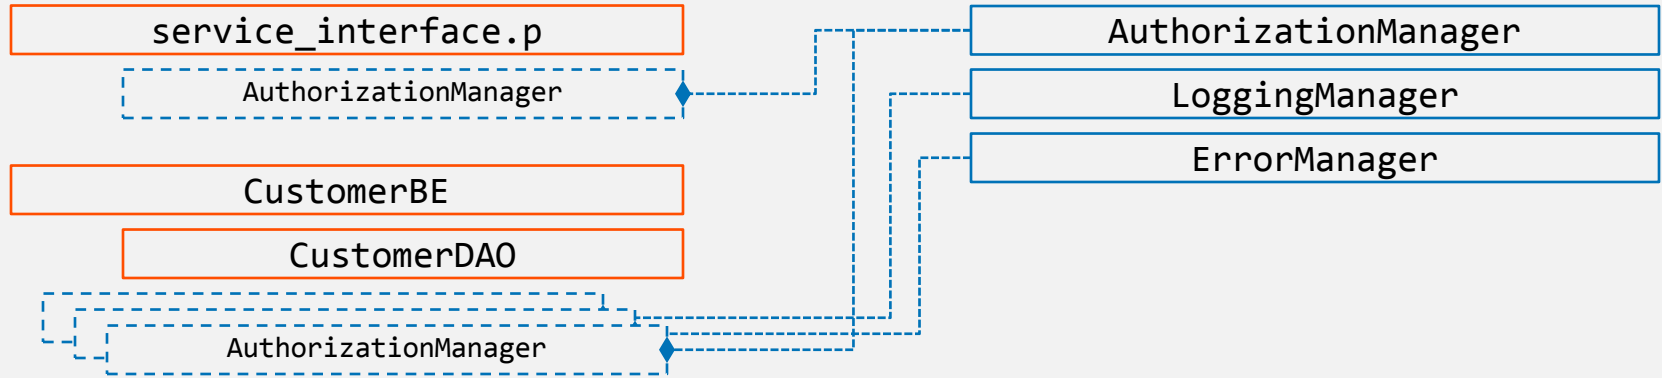 service_interface.p
AuthorizationManager
AuthorizationManager
LoggingManager
ErrorManager
CustomerBE
CustomerDAO
AuthorizationManager